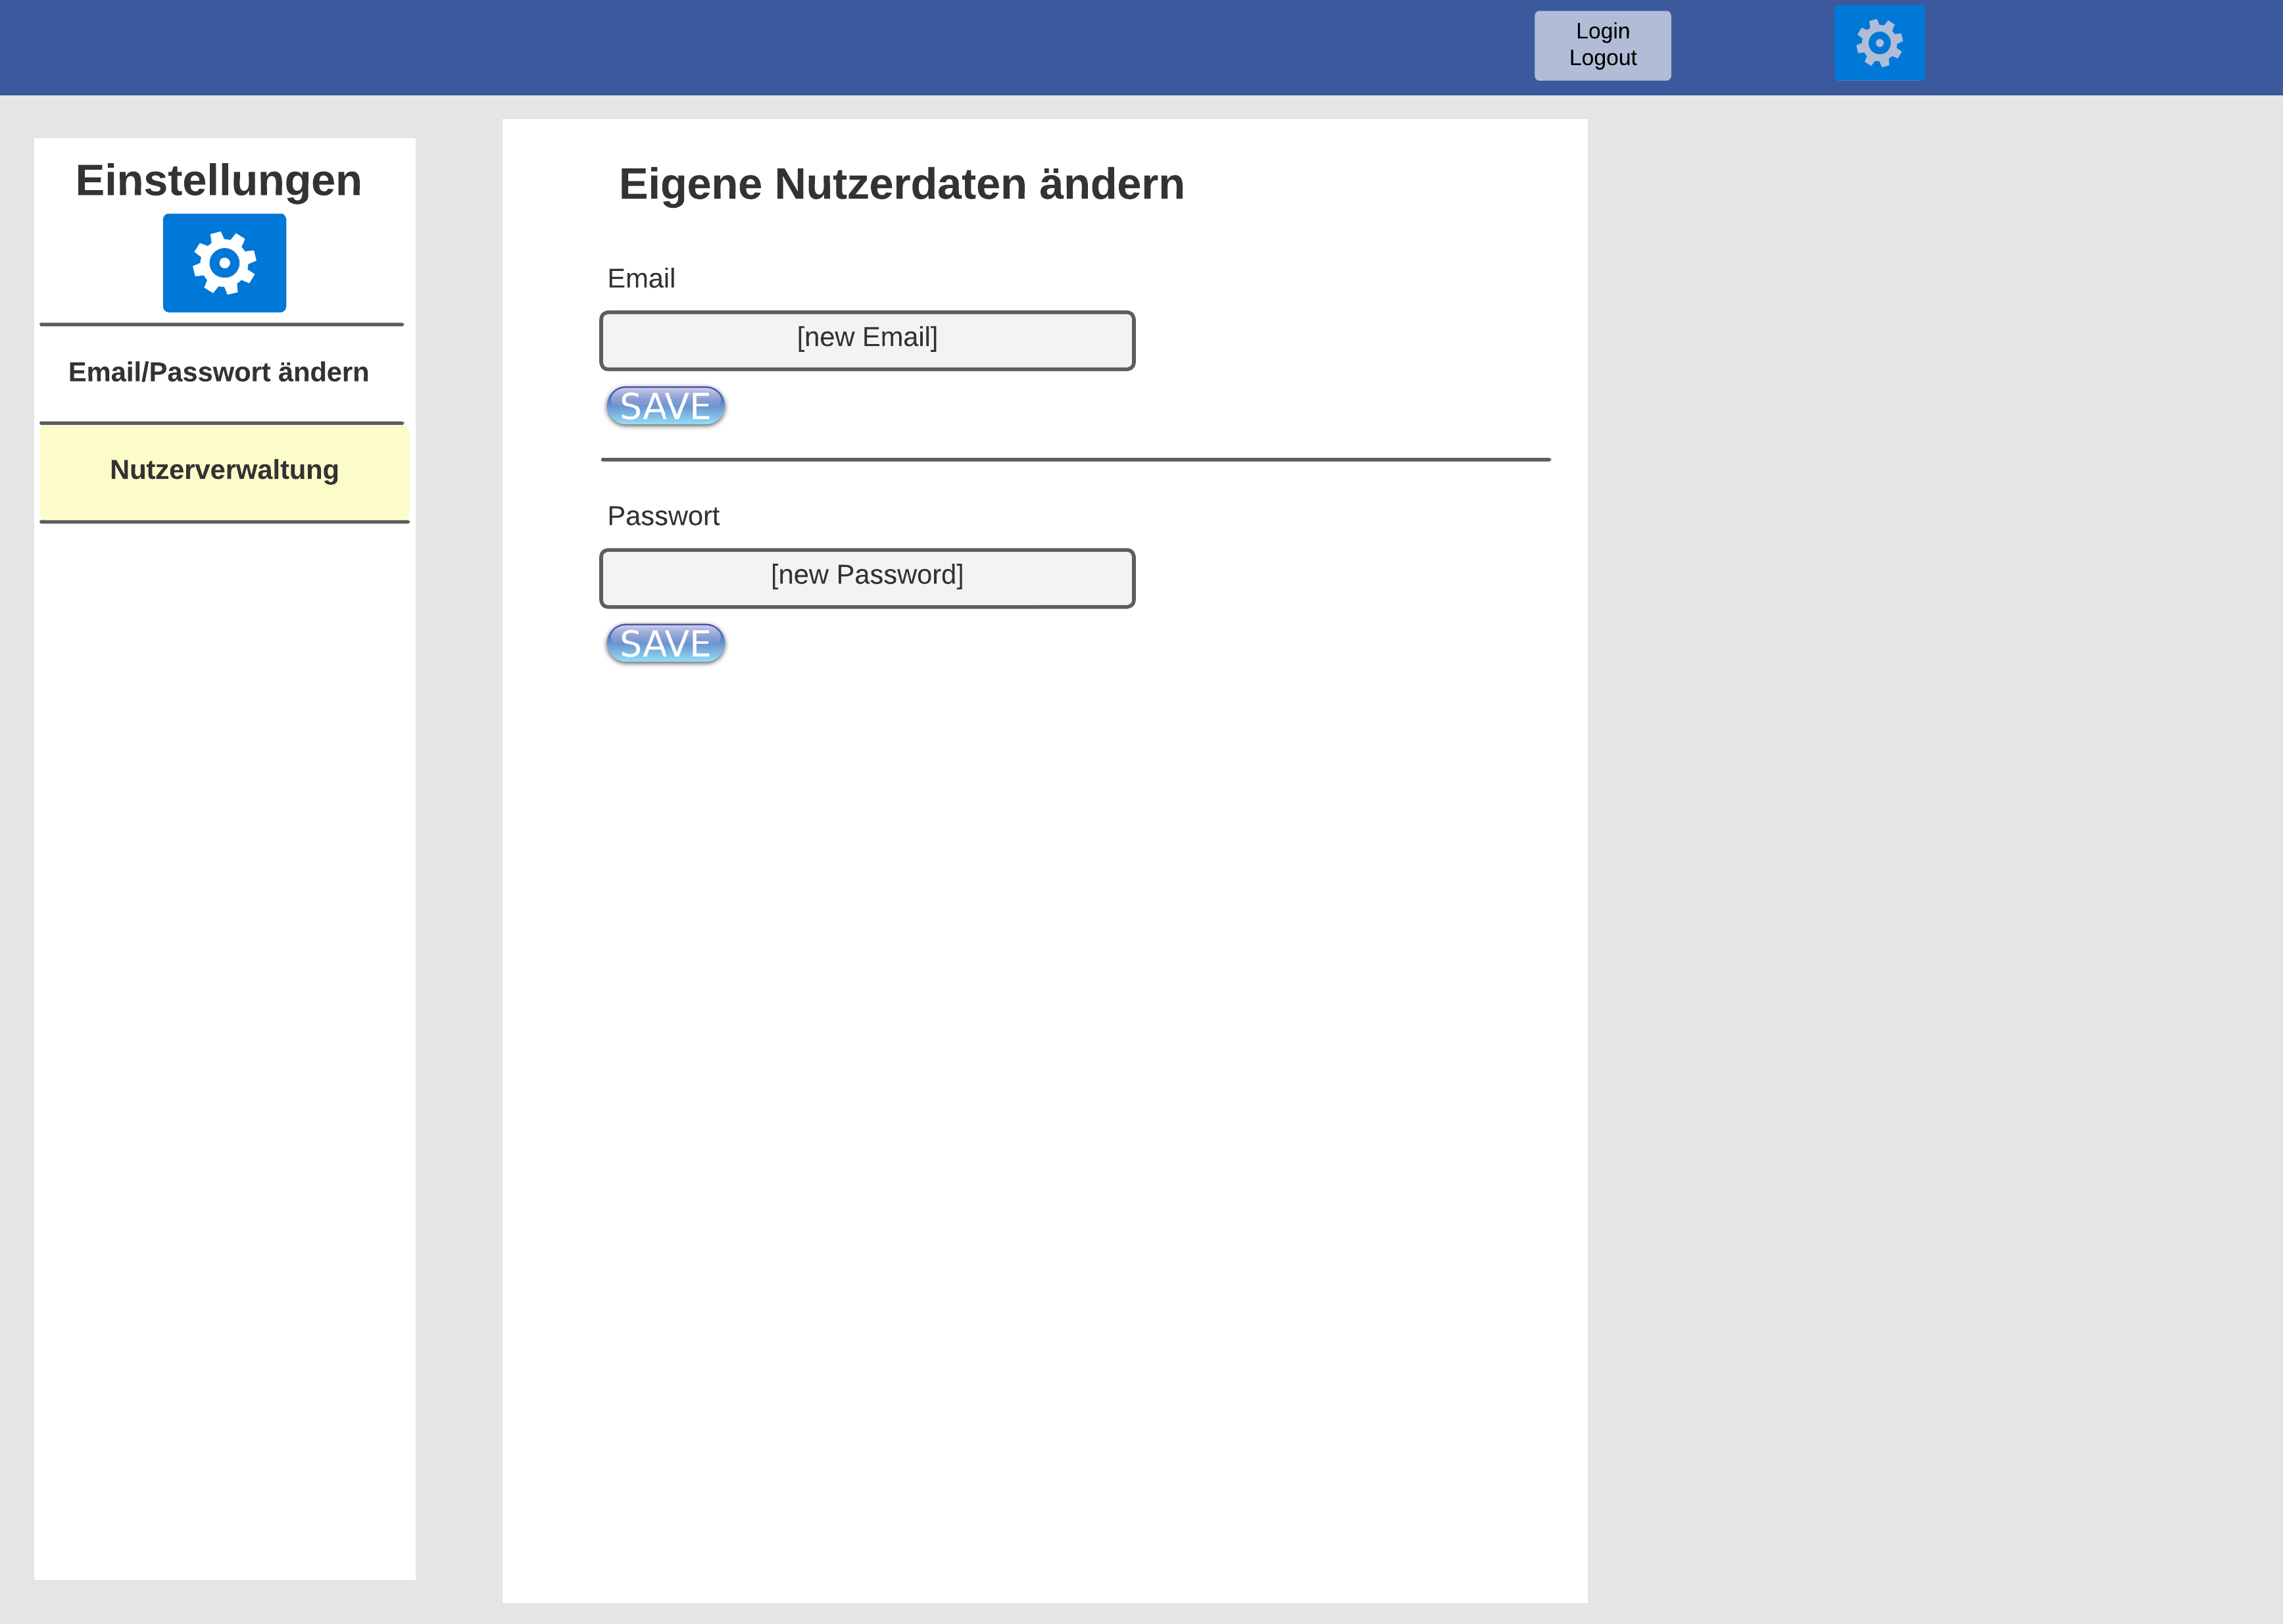 Login
Logout
Einstellungen
Email/Passwort ändern
Nutzerverwaltung
Eigene Nutzerdaten ändern
Email
[new Email]
SAVE
Passwort
[new Password]
SAVE